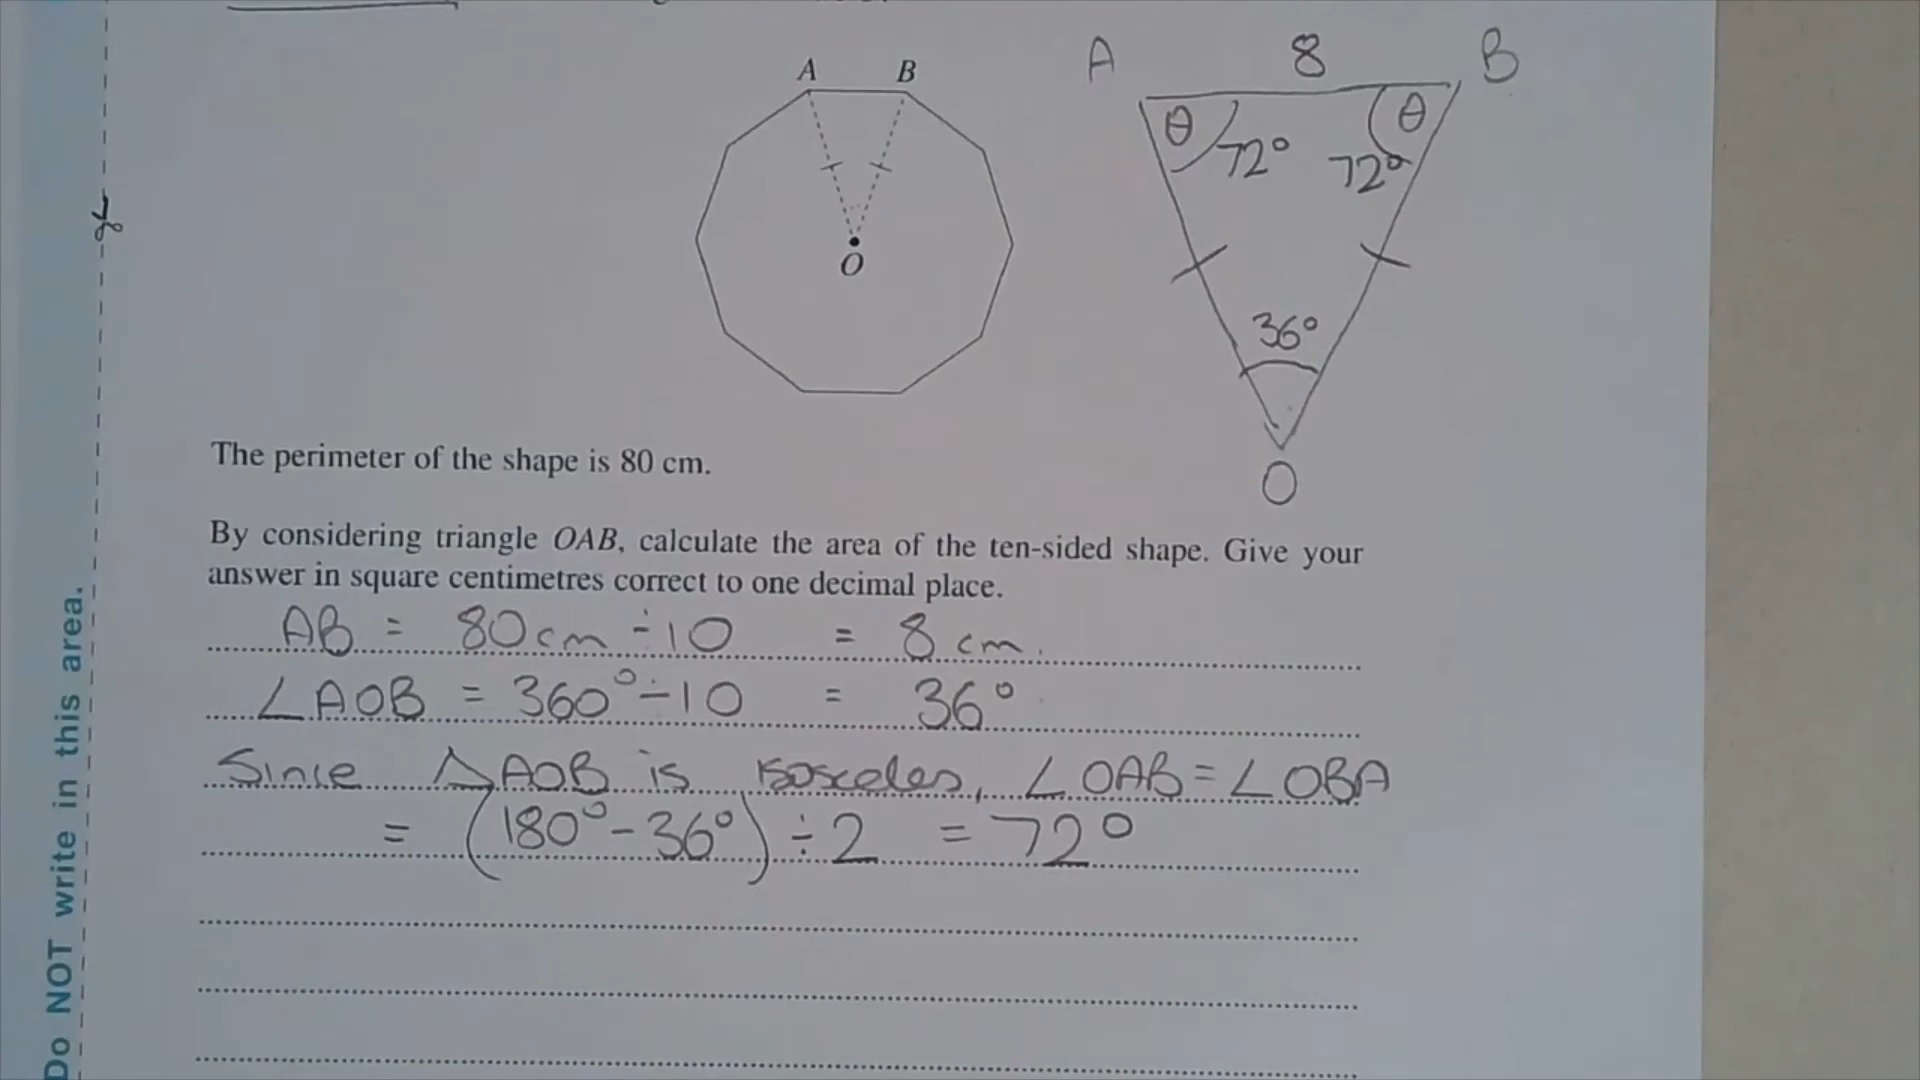 A B
O
A 8 B
θ 72° 72° θ
36°
O
The perimeter of the shape is 80 cm.
By considering triangle OAB, calculate the area of the ten-sided shape. Give your
answer in square centimetres correct to one decimal place.
AB = 80cm ÷ 10 = 8 cm.
∠AOB = 360° ÷ 10 = 36°
Since △AOB is isosceles, ∠OAB = ∠OBA
= (180° - 36°) ÷ 2 = 72°
Do NOT write in this area.